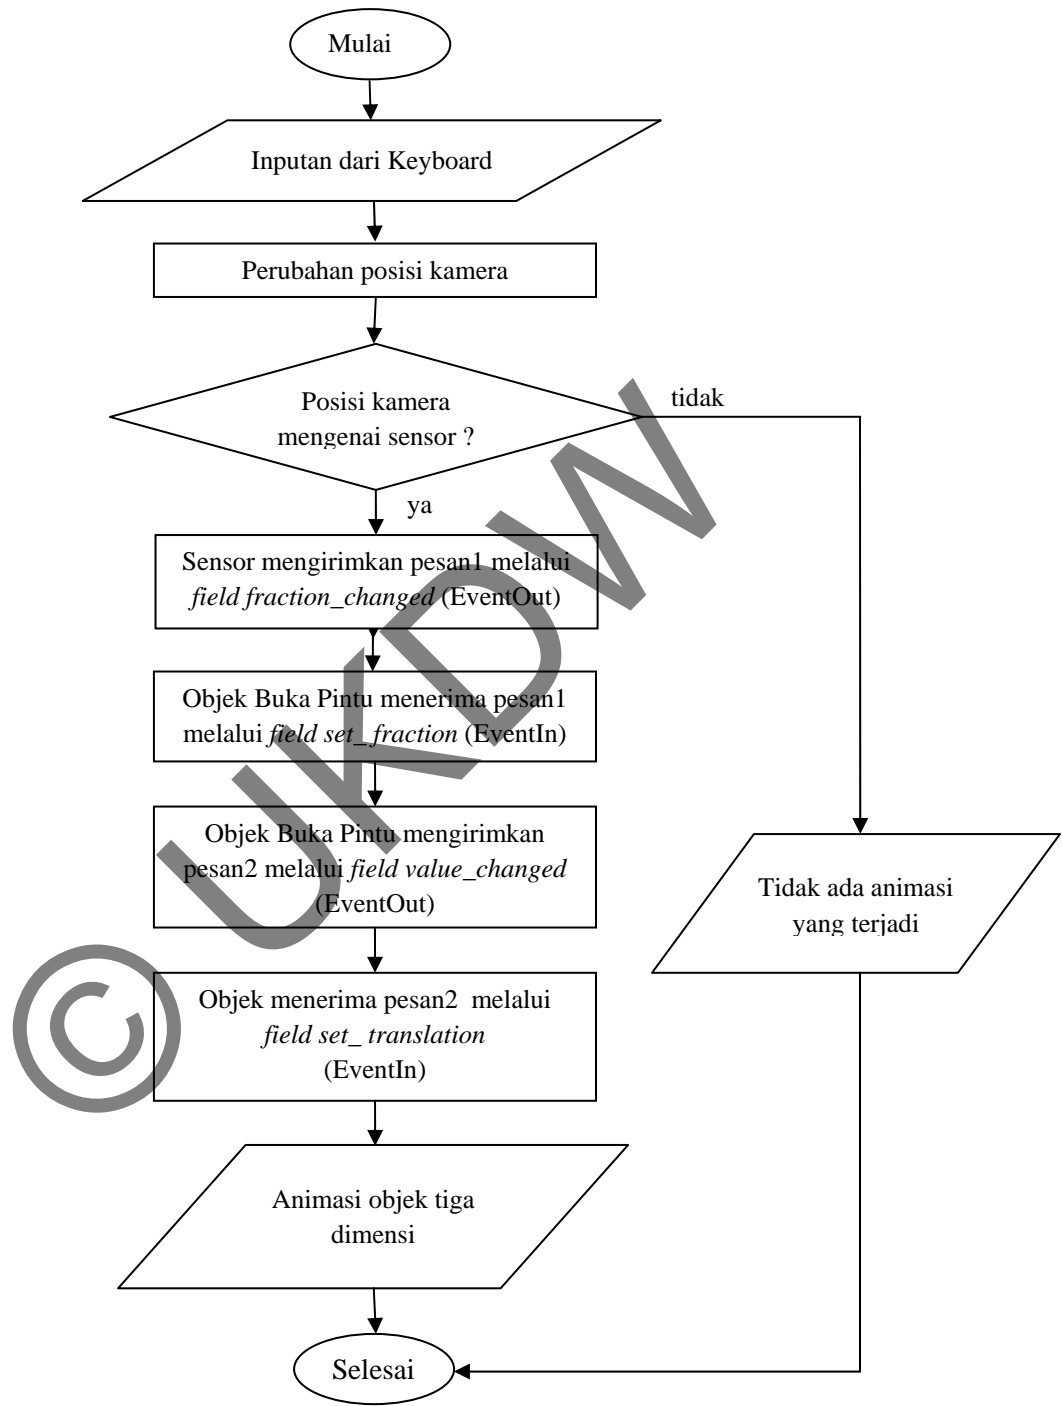 Mulai
Inputan dari Keyboard
Perubahan posisi kamera
Posisi kamera
mengenai sensor ?
tidak
ya
Sensor mengirimkan pesan1 melalui
field fraction_changed (EventOut)
Objek Buka Pintu menerima pesan1
melalui field set_ fraction (EventIn)
Objek Buka Pintu mengirimkan
pesan2 melalui field value_changed
(EventOut)
Tidak ada animasi
yang terjadi
Objek menerima pesan2 melalui
field set_ translation
(EventIn)
Animasi objek tiga
dimensi
Selesai
© UKDW